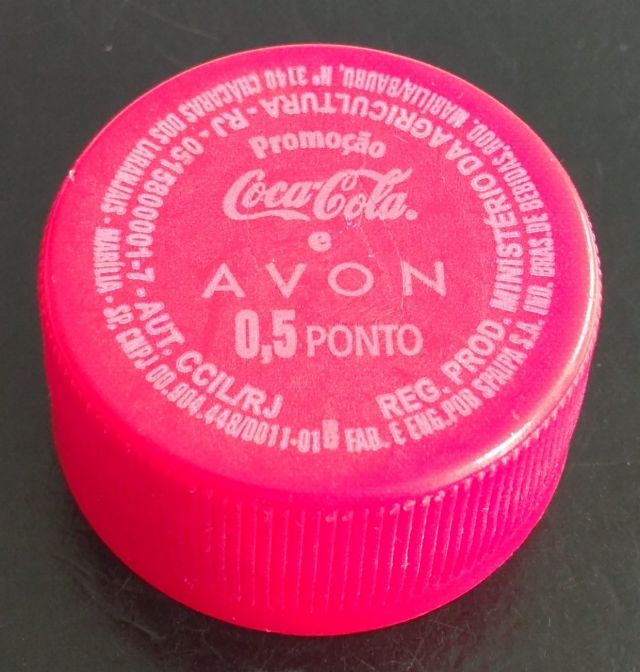 Promoção
Coca-Cola.
e
AVON
0,5 PONTO
REG. PROD. MINISTÉRIO DA AGRICULTURA - RJ - 0515800001-7 - AUT. CCIL/RJ
FAB. E ENG. POR SPAIPA S.A. IND. BRAS. DE BEBIDAS, ROD. MARÍLIA/BAURU, Nº 3140 CHÁCARAS DOS LARANJAIS - MARÍLIA - SP, CNPJ 00.904.448/0011-01